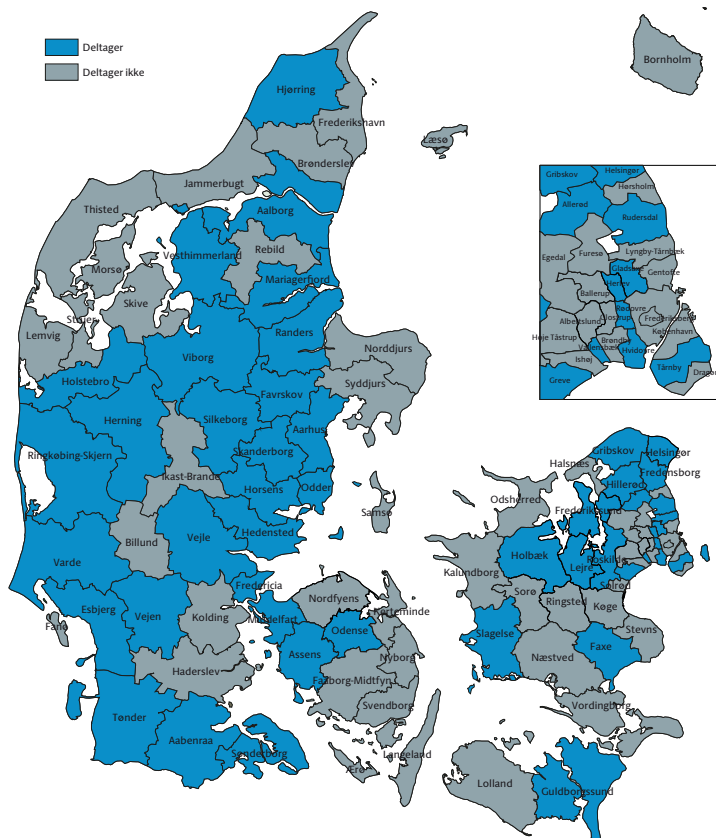 Deltager
Deltager ikke
Bornholm
Hjørring
Frederikshavn
Læsø
Brønderslev
Jammerbugt
Thisted
Aalborg
Vesthimmerland
Rebild
Morsø
Mariagerfjord
Skive
Struer
Lemvig
Randers
Norddjurs
Viborg
Syddjurs
Holstebro
Favrskov
Herning
Silkeborg
Aarhus
Ringkøbing-Skjern
Skanderborg
Ikast-Brande
Horsens
Odder
Samsø
Hedensted
Billund
Vejle
Varde
Fredericia
Esbjerg
Vejen
Kolding
Middelfart
Fanø
Nordfyens
Kerteminde
Odense
Assens
Nyborg
Haderslev
Faaborg-Midtfyn
Svendborg
Tønder
Aabenraa
Sønderborg
Langeland
Ærø
Gribskov
Helsingør
Hørsholm
Allerød
Rudersdal
Egedal
Furesø
Lyngby-Tårnbæk
Gladsaxe
Gentofte
Herlev
Ballerup
Rødovre
Albertslund
Glostrup
Frederiksberg
København
Høje Tåstrup
Brøndby
Vallensbæk
Hvidovre
Ishøj
Tårnby
Dragør
Greve
Gribskov
Helsingør
Halsnæs
Fredensborg
Hillerød
Odsherred
Frederikssund
Holbæk
Roskilde
Lejre
Kalundborg
Solrød
Sorø
Ringsted
Køge
Stevns
Slagelse
Faxe
Næstved
Vordingborg
Lolland
Guldborgssund